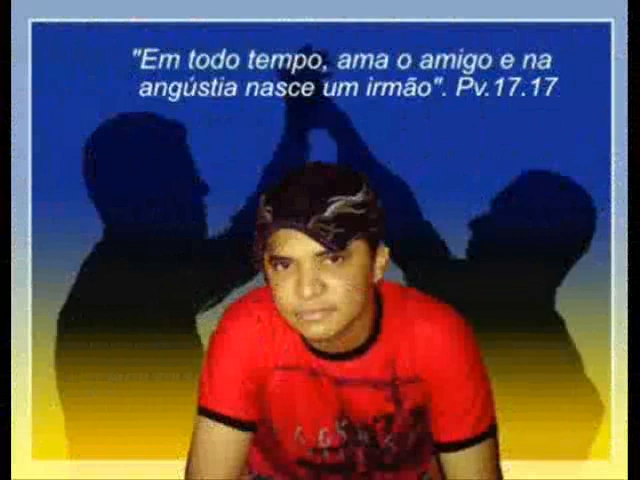 "Em todo tempo, ama o amigo e na
angústia nasce um irmão". Pv.17.17